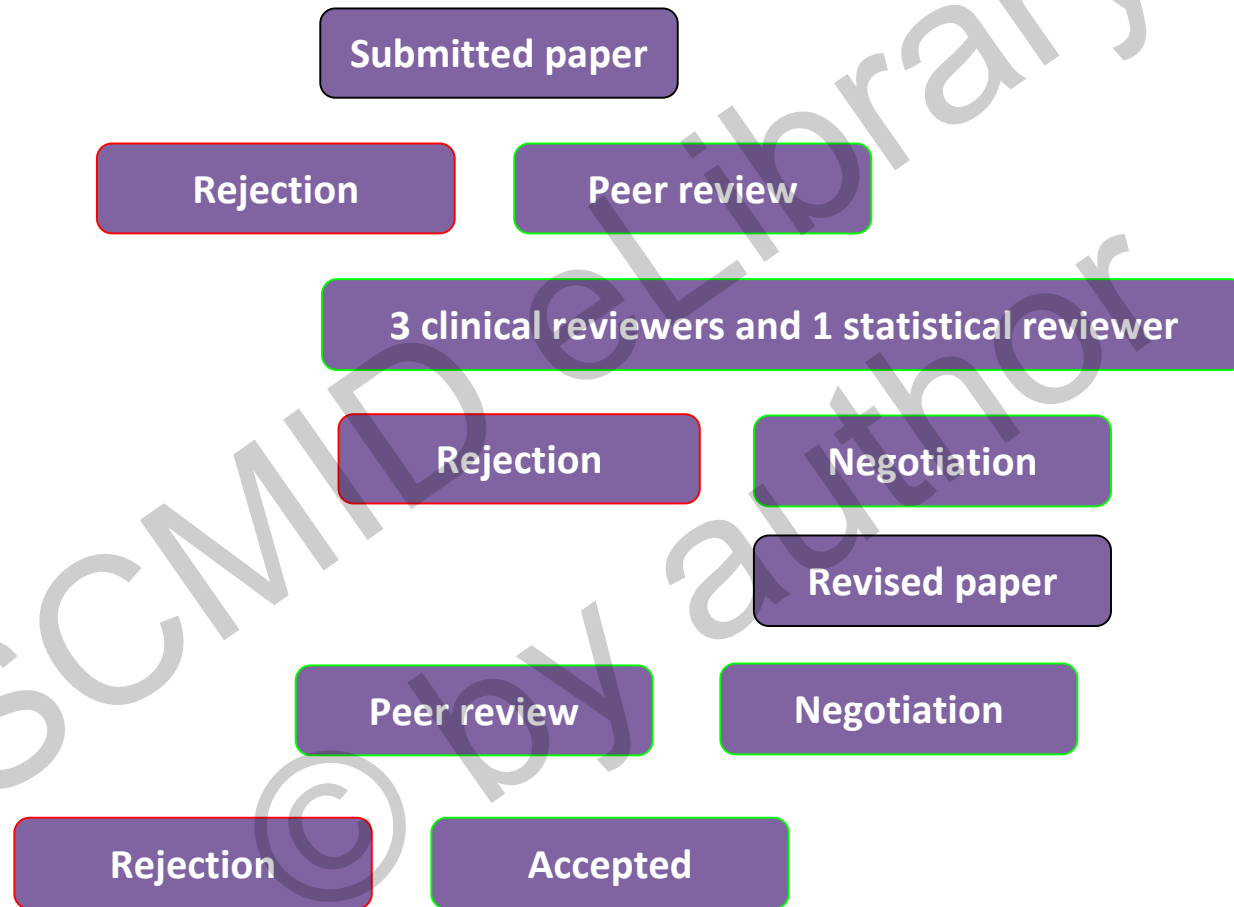 Submitted paper
Rejection
Peer review
3 clinical reviewers and 1 statistical reviewer
Rejection
Negotiation
Revised paper
Peer review
Negotiation
Rejection
Accepted
SCMID eLibrary
© by author